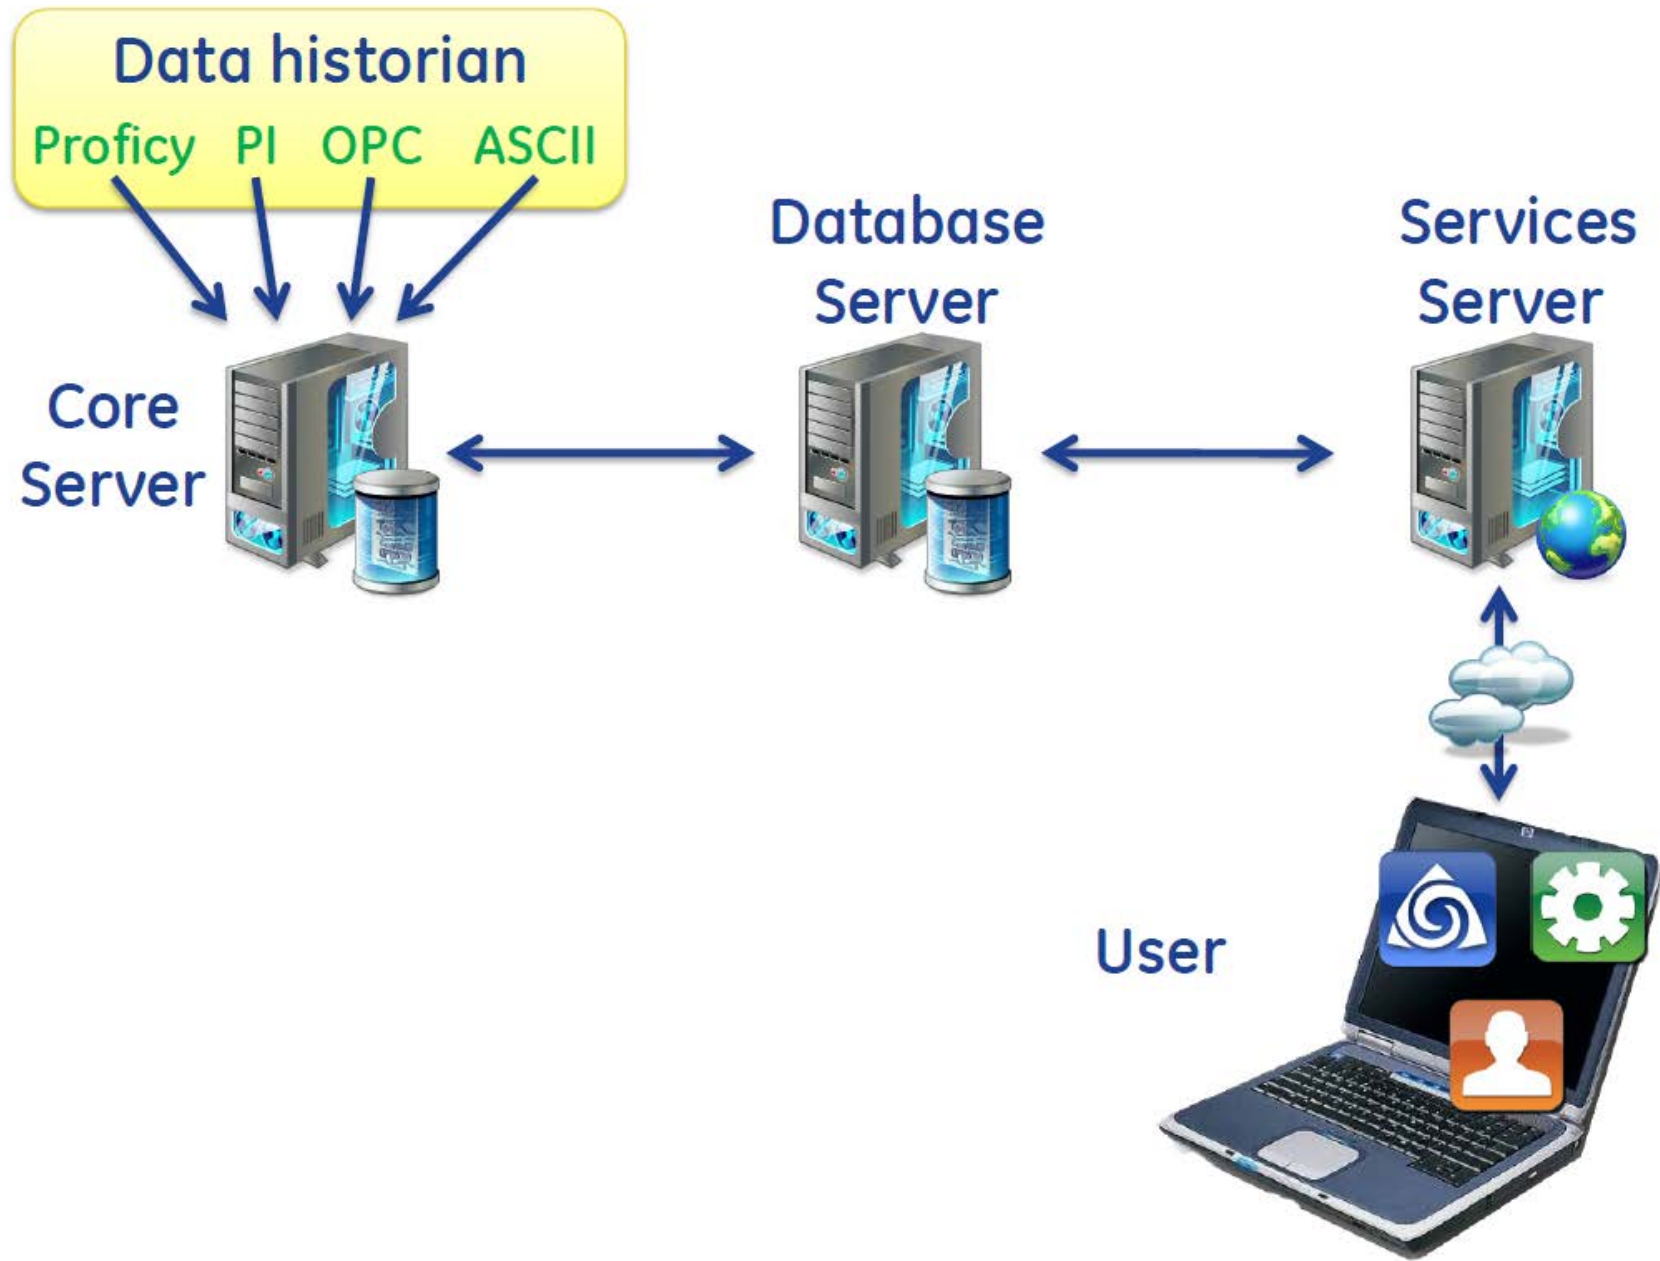 Data historian
Proficy PI OPC ASCII
Database
Server
Services
Server
Core
Server
User